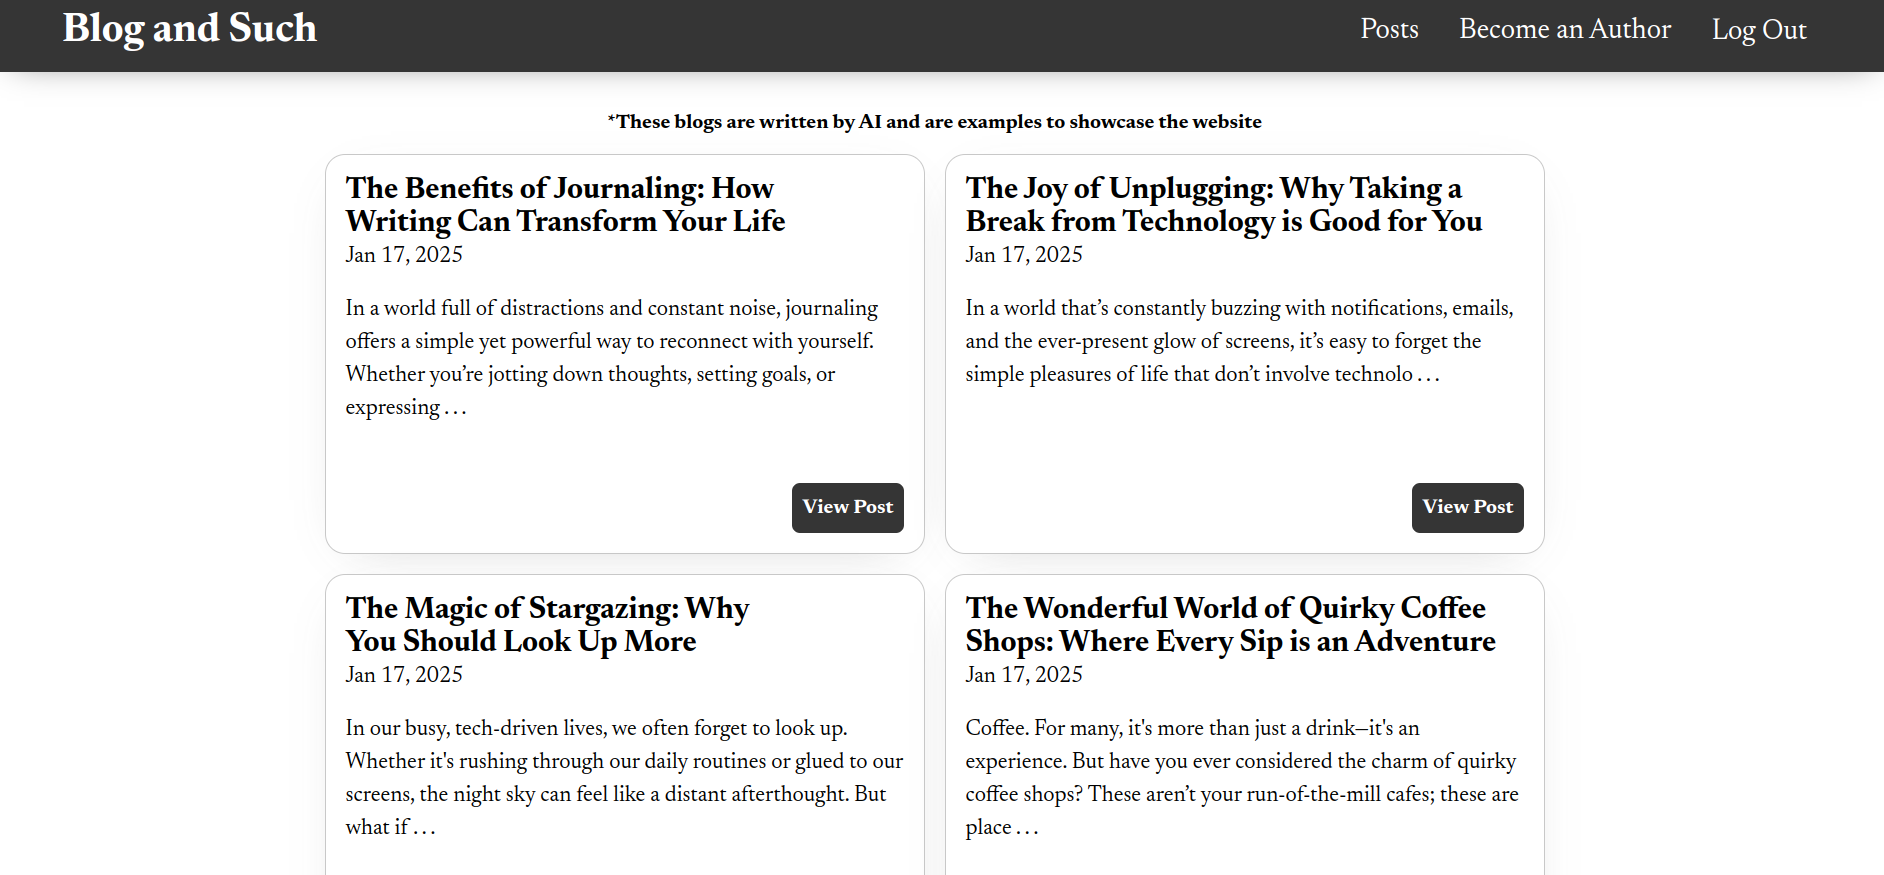 Blog and Such
Posts
Become an Author
Log Out
*These blogs are written by AI and are examples to showcase the website
The Benefits of Journaling: How
Writing Can Transform Your Life
Jan 17, 2025
In a world full of distractions and constant noise, journaling
offers a simple yet powerful way to reconnect with yourself.
Whether you’re jotting down thoughts, setting goals, or
expressing . . .
View Post
The Joy of Unplugging: Why Taking a
Break from Technology is Good for You
Jan 17, 2025
In a world that’s constantly buzzing with notifications, emails,
and the ever-present glow of screens, it’s easy to forget the
simple pleasures of life that don’t involve technolo . . .
View Post
The Magic of Stargazing: Why
You Should Look Up More
Jan 17, 2025
In our busy, tech-driven lives, we often forget to look up.
Whether it's rushing through our daily routines or glued to our
screens, the night sky can feel like a distant afterthought. But
what if . . .
The Wonderful World of Quirky Coffee
Shops: Where Every Sip is an Adventure
Jan 17, 2025
Coffee. For many, it's more than just a drink—it's an
experience. But have you ever considered the charm of quirky
coffee shops? These aren’t your run-of-the-mill cafes; these are
place . . .